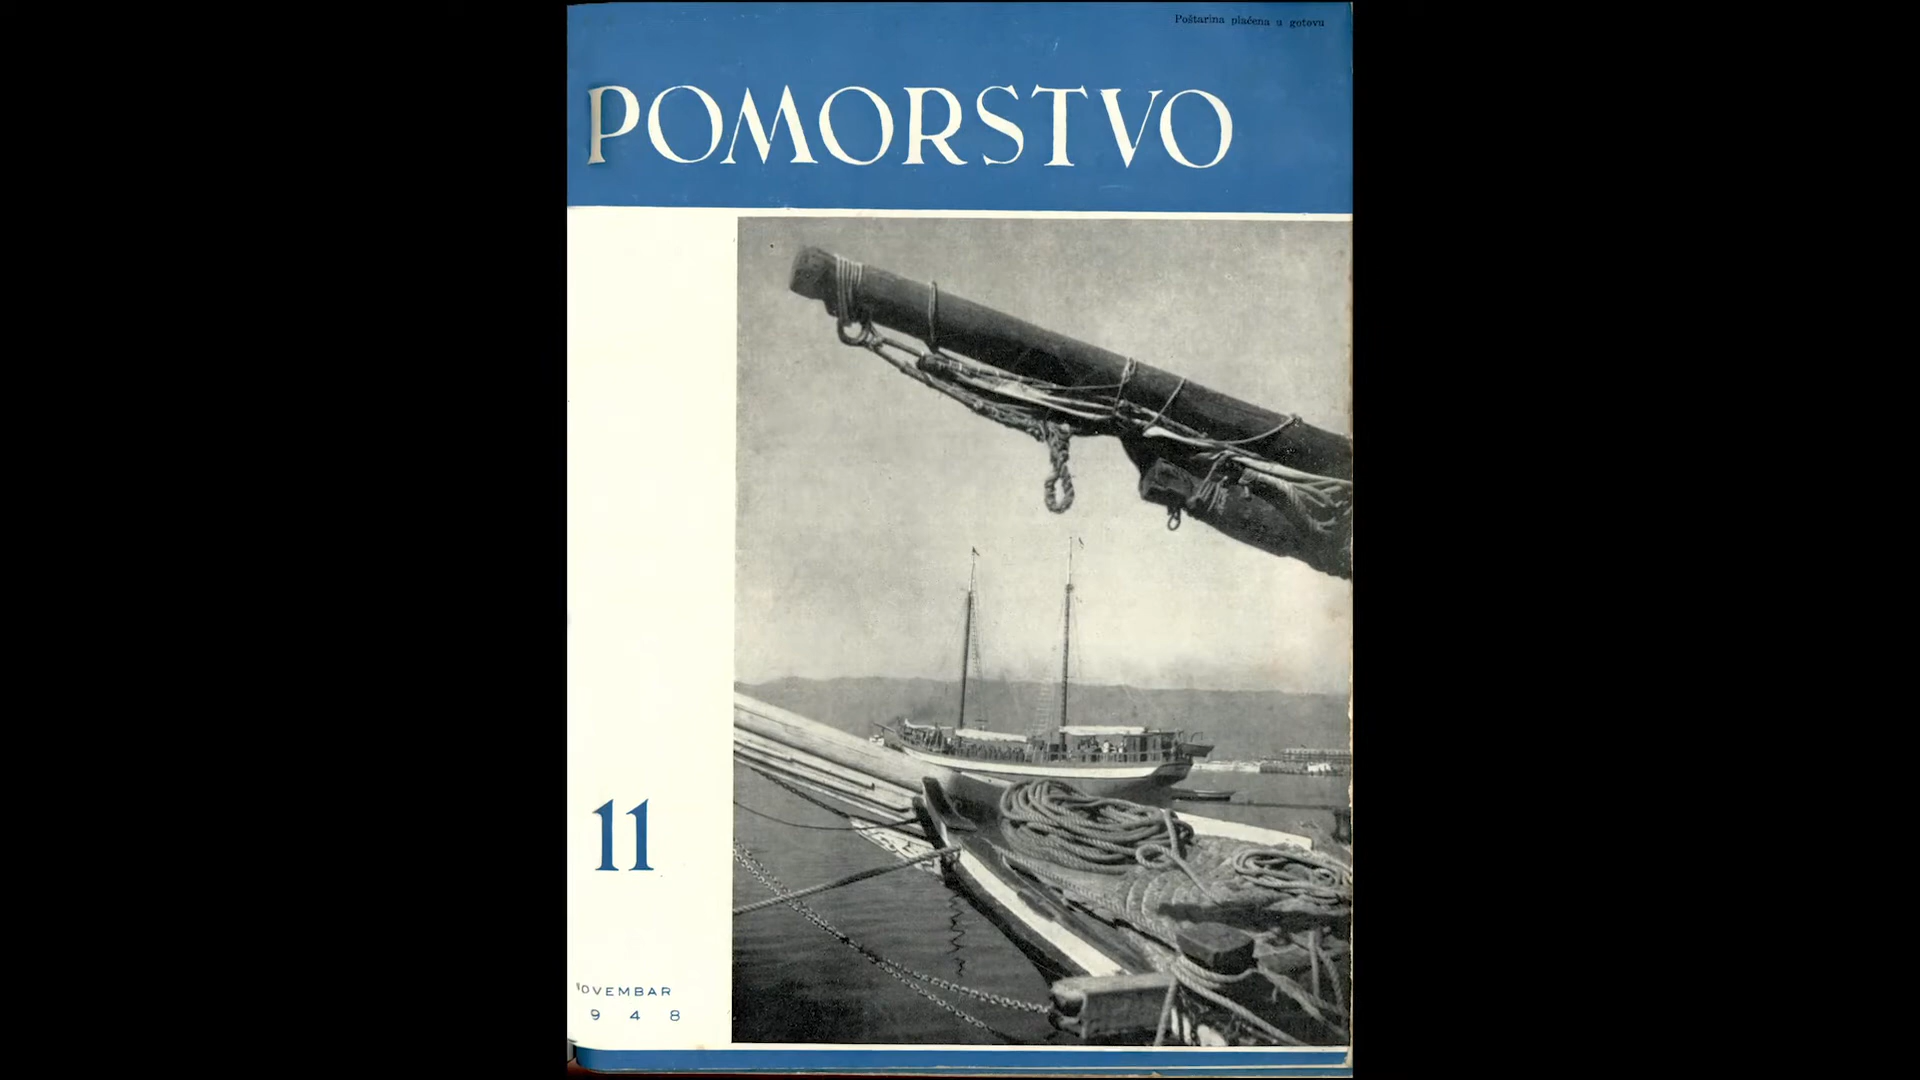 Poštarina plaćena u gotovu
POMORSTVO
11
OVEMBAR
9 4 8